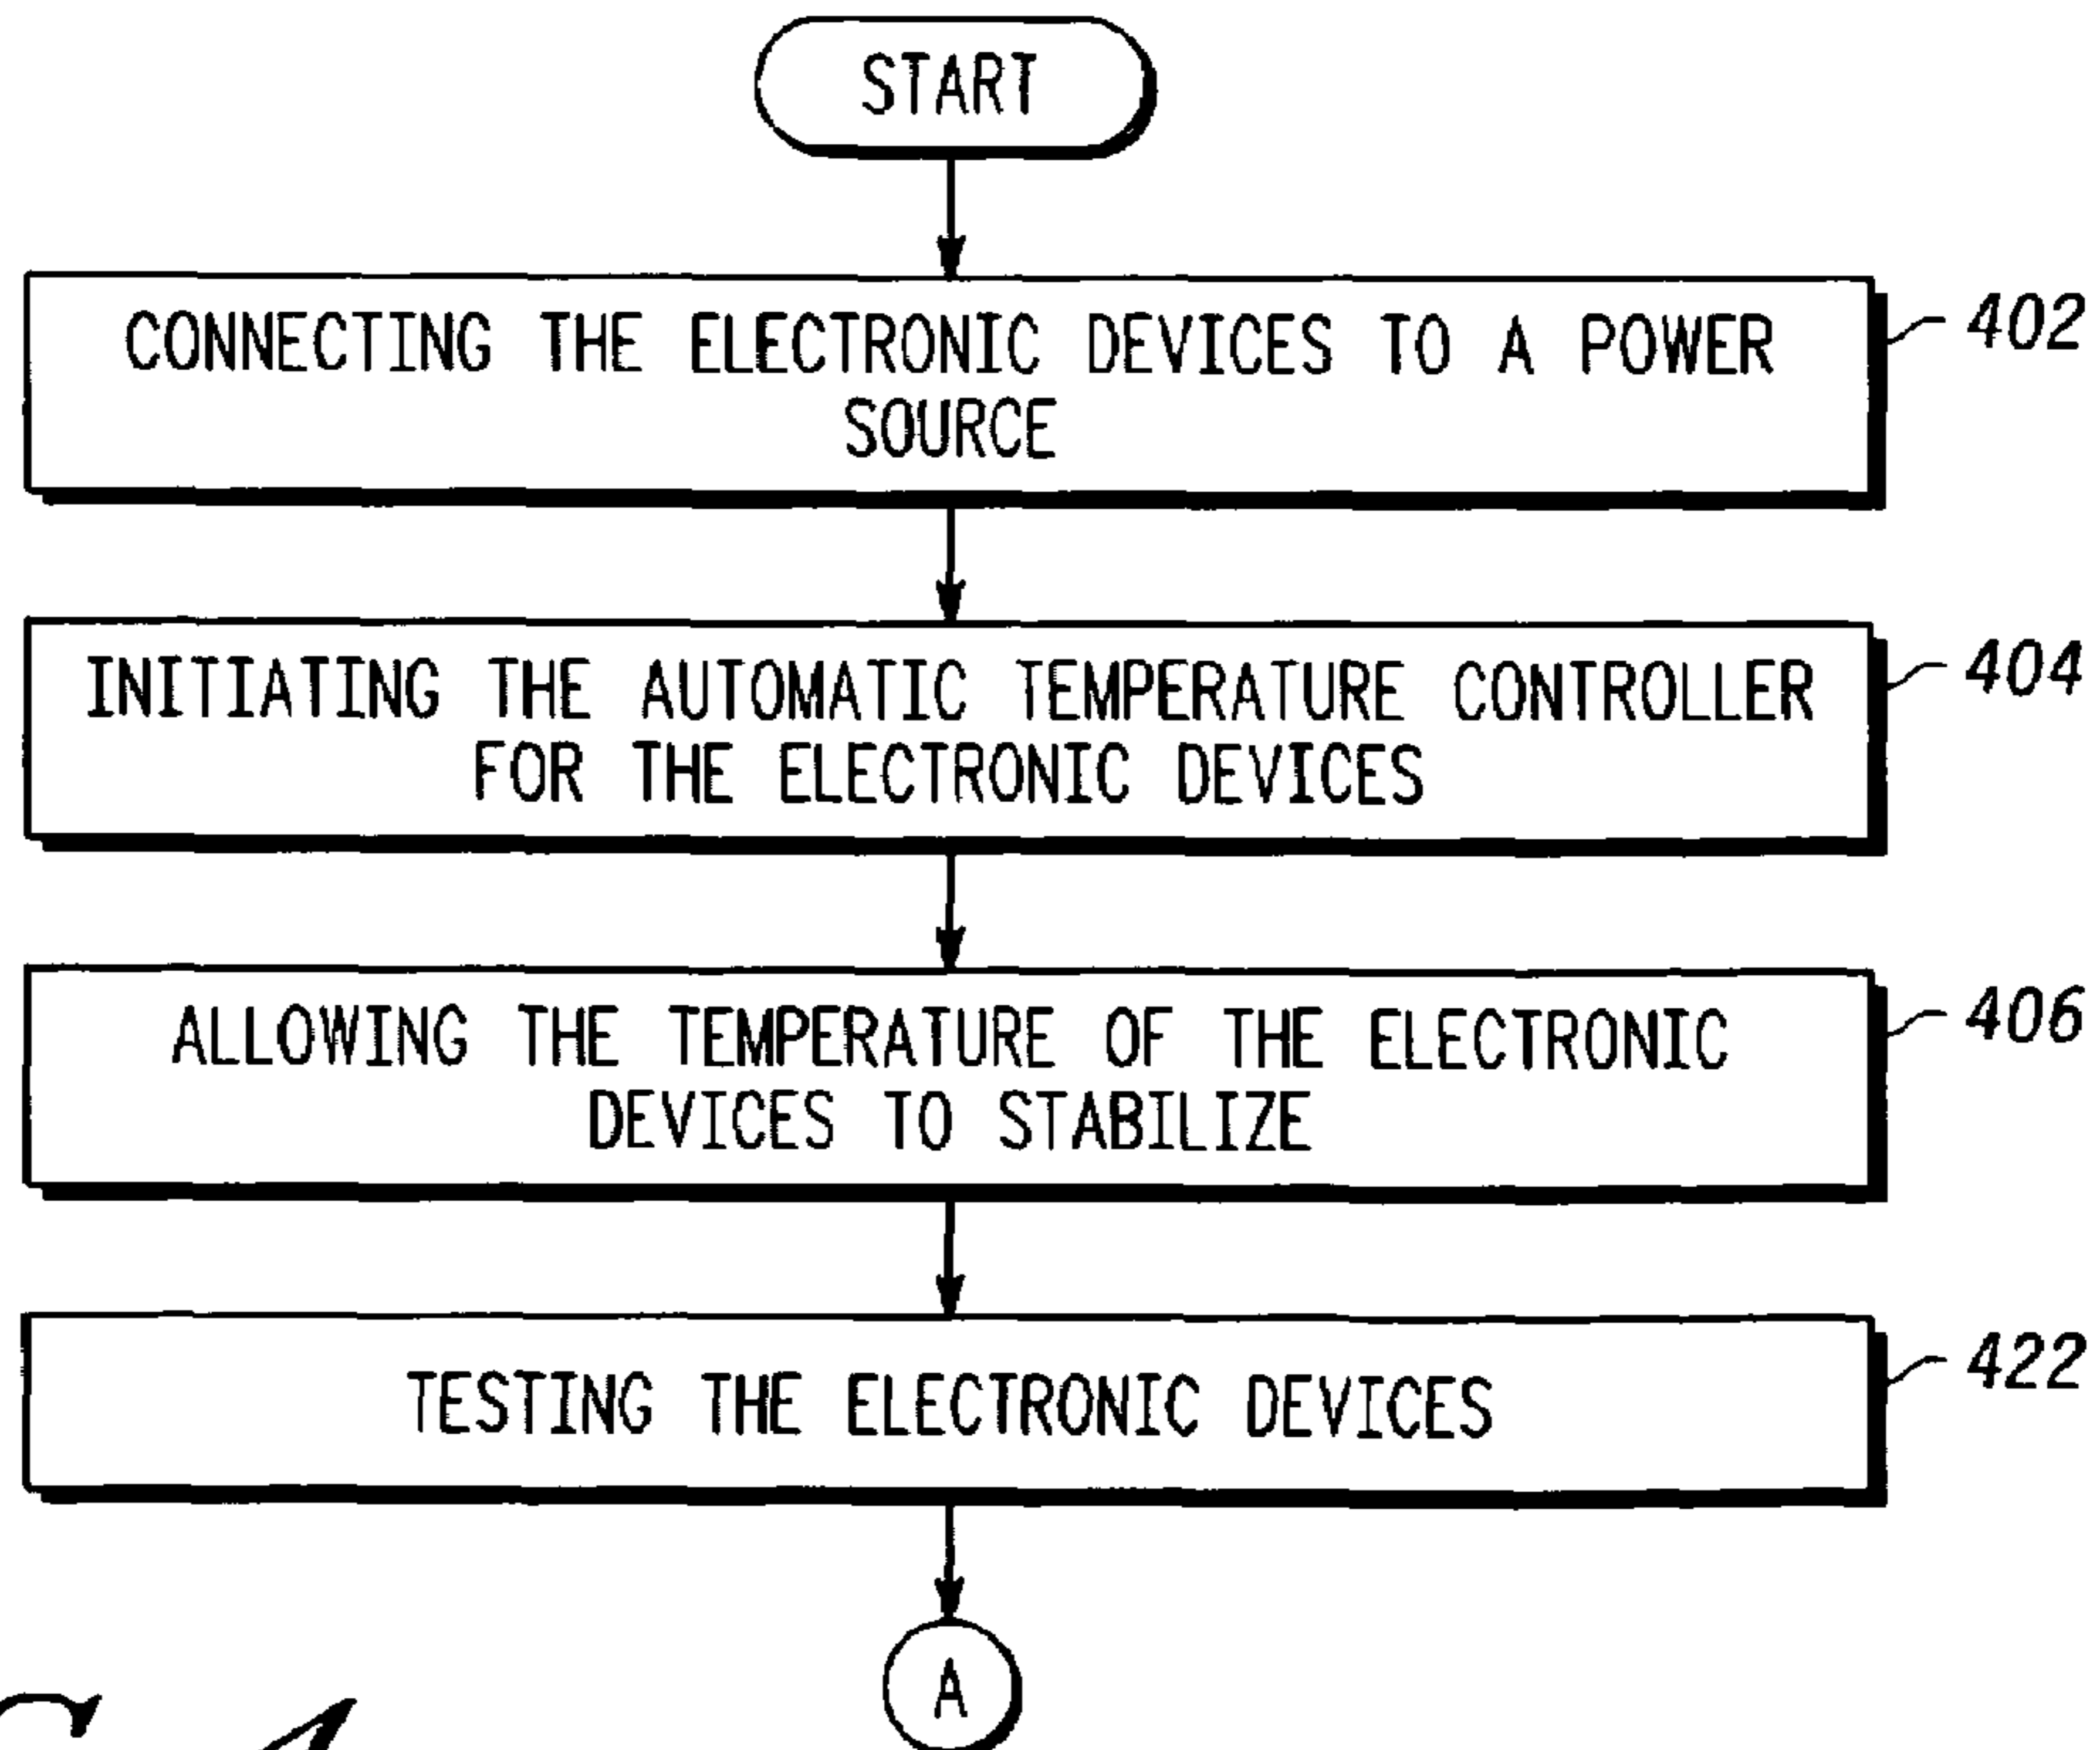 START
CONNECTING THE ELECTRONIC DEVICES TO A POWER
SOURCE
402
INITIATING THE AUTOMATIC TEMPERATURE CONTROLLER
FOR THE ELECTRONIC DEVICES
404
ALLOWING THE TEMPERATURE OF THE ELECTRONIC
DEVICES TO STABILIZE
406
TESTING THE ELECTRONIC DEVICES
422
A